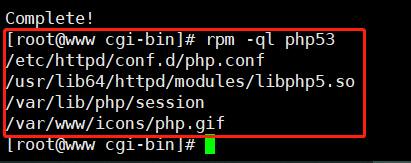 Complete!
[root@www cgi-bin]# rpm -ql php53
/etc/httpd/conf.d/php.conf
/usr/lib64/httpd/modules/libphp5.so
/var/lib/php/session
/var/www/icons/php.gif
[root@www cgi-bin]#